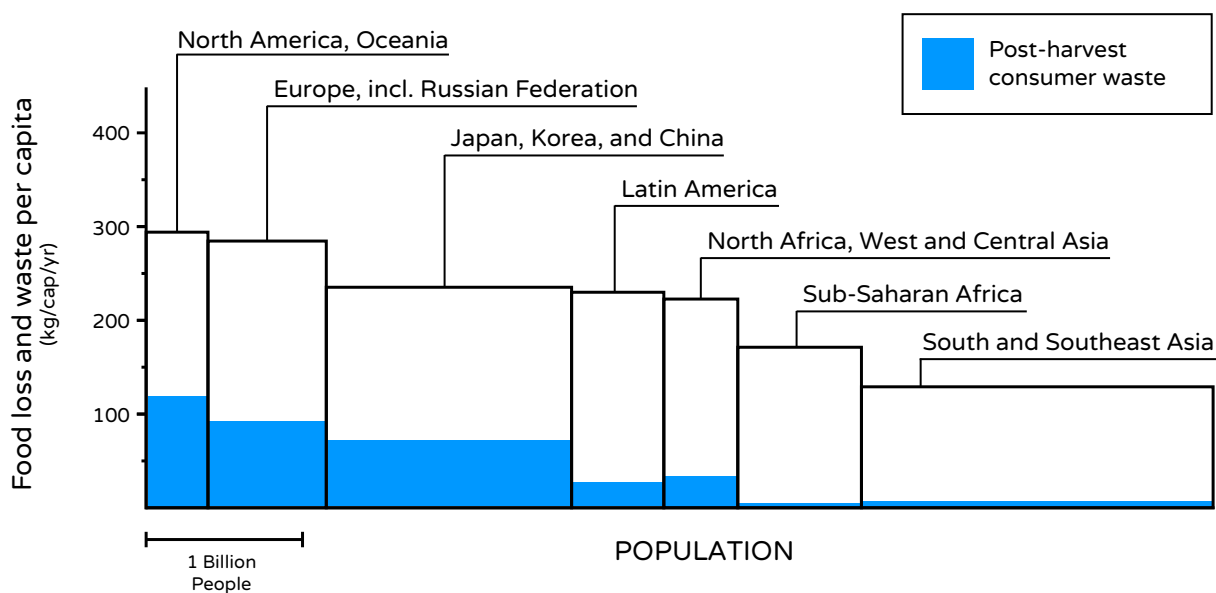 North America, Oceania
Post-harvest
consumer waste
Europe, incl. Russian Federation
Japan, Korea, and China
Latin America
North Africa, West and Central Asia
Sub-Saharan Africa
South and Southeast Asia
Food loss and waste per capita
(kg/cap/yr)
400
300
200
100
1 Billion
People
POPULATION